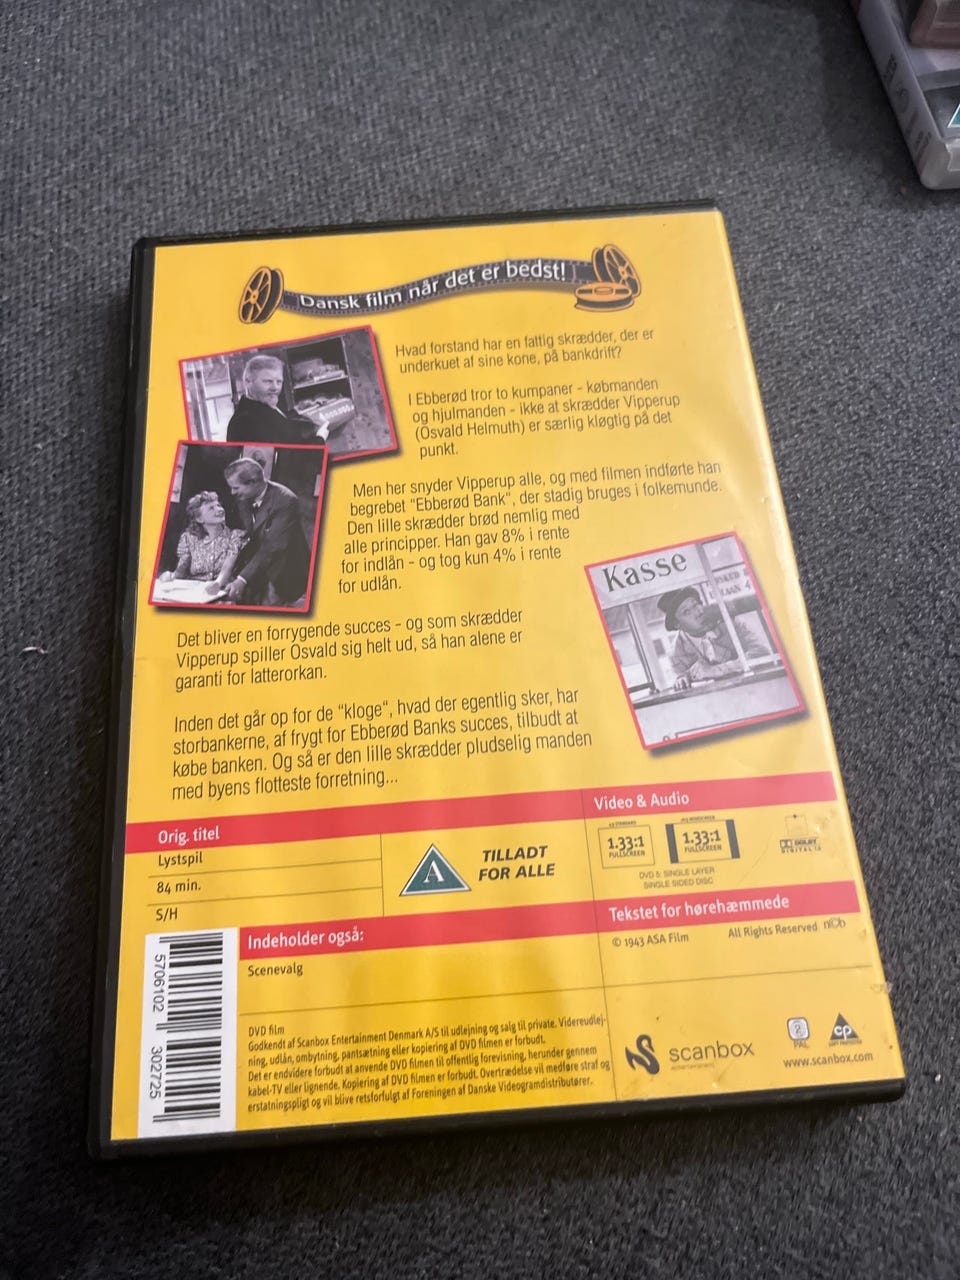 Dansk film når det er bedst!
Hvad forstand har en fattig skrædder, der er
underkuet af sine kone, på bankdrift?
I Ebberød tror to kumpaner - købmanden
og hjulmanden - ikke at skrædder Vipperup
(Osvald Helmuth) er særlig kløgtig på det
punkt.
Men her snyder Vipperup alle, og med filmen indførte han
begrebet "Ebberød Bank", der stadig bruges i folkemunde.
Den lille skrædder brød nemlig med
alle principper. Han gav 8% i rente
for indlån - og tog kun 4% i rente
for udlån.
Kasse
LAAN 4
Det bliver en forrygende succes - og som skrædder
Vipperup spiller Osvald sig helt ud, så han alene er
garanti for latterorkan.
Inden det går op for de "kloge", hvad der egentlig sker, har
storbankerne, af frygt for Ebberød Banks succes, tilbudt at
købe banken. Og så er den lille skrædder pludselig manden
med byens flotteste forretning...
Orig. titel
Lystspil
84 min.
S/H
A
TILLADT
FOR ALLE
Video & Audio
1.33:1
FULLSCREEN
1.33:1
FULLSCREEN
DOLBY
DIGITAL
DVD 5: SINGLE LAYER
SINGLE SIDED DISC
Tekstet for hørehæmmede
© 1943 ASA Film
All Rights Reserved ncb
Indeholder også:
Scenevalg
5706102 302725
DVD film
Godkendt af Scanbox Entertainment Denmark A/S til udlejning og salg til private. Videreudlej-
ning, udlån, ombytning, pantsætning eller kopiering af DVD filmen er forbudt.
Det er endvidere forbudt at anvende DVD filmen til offentlig forevisning, herunder gennem
kabel-TV eller lignende. Kopiering af DVD filmen er forbudt. Overtrædelse vil medføre straf og
erstatningspligt og vil blive retsforfulgt af Foreningen af Danske Videogramdistributører.
scanbox
entertainment
2
PAL
CP
COPY PROTECTED
www.scanbox.com